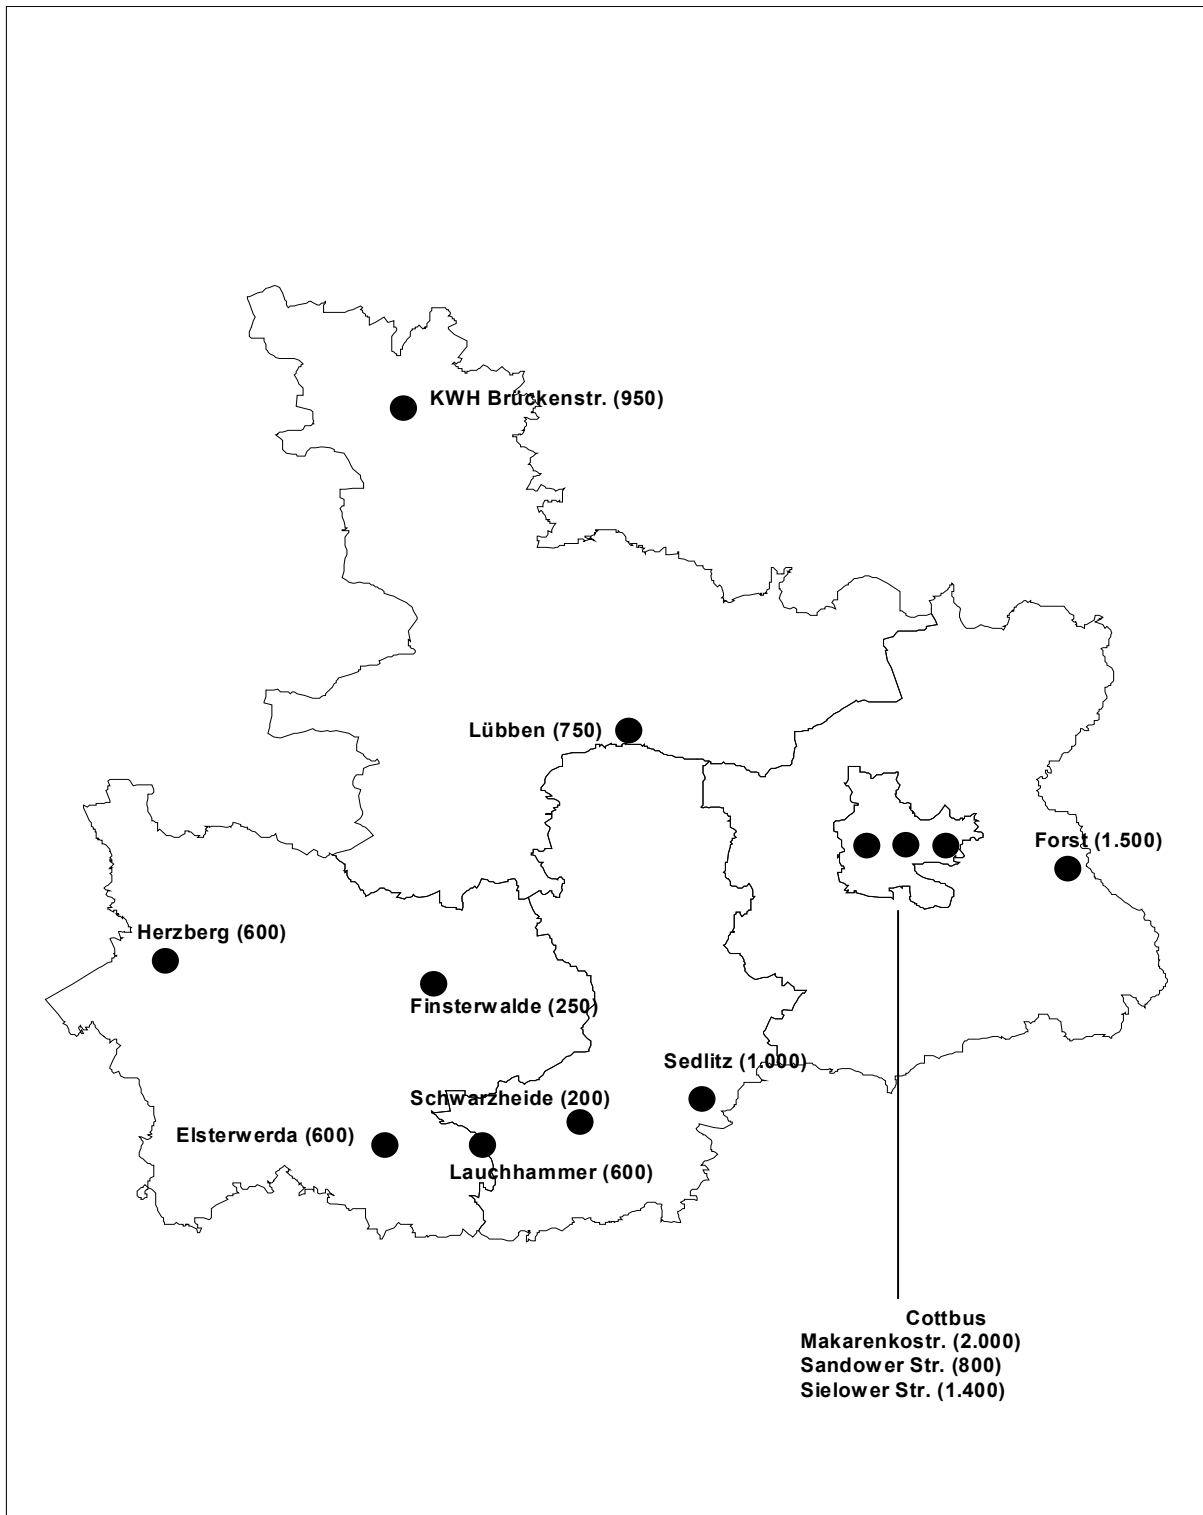 KWH Brückenstr. (950)
Lübben (750)
Forst (1.500)
Herzberg (600)
Finsterwalde (250)
Sedlitz (1.000)
Schwarzheide (200)
Elsterwerda (600)
Lauchhammer (600)
Cottbus
Makarenkostr. (2.000)
Sandower Str. (800)
Sielower Str. (1.400)